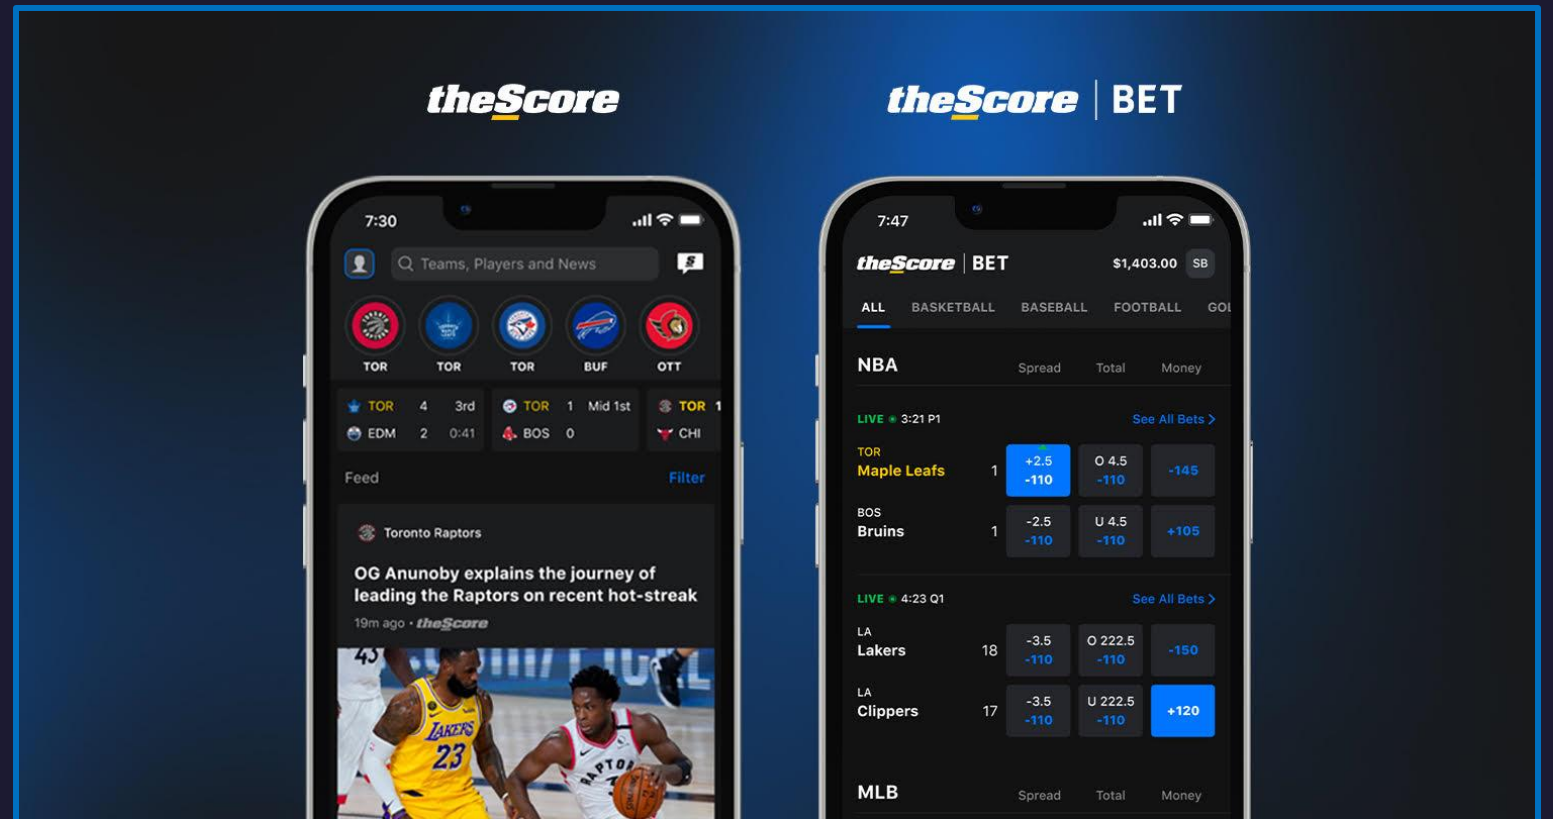 theScore
theScore | BET
7:30
Teams, Players and News
TOR
TOR
TOR
BUF
OTT
TOR 4 3rd
EDM 2 0:41
TOR 1 Mid 1st
BOS 0
TOR 1
CHI
Feed
Filter
Toronto Raptors
OG Anunoby explains the journey of
leading the Raptors on recent hot-streak
19m ago • theScore
LAKERS
23
7:47
theScore | BET
$1,403.00 SB
ALL BASKETBALL BASEBALL FOOTBALL GOL
NBA Spread Total Money
LIVE 3:21 P1 See All Bets >
TOR
Maple Leafs 1
+2.5
-110
O 4.5
-110
-145
BOS
Bruins 1
-2.5
-110
U 4.5
-110
+105
LIVE 4:23 Q1 See All Bets >
LA
Lakers 18
-3.5
-110
O 222.5
-110
-150
LA
Clippers 17
-3.5
-110
U 222.5
-110
+120
MLB Spread Total Money